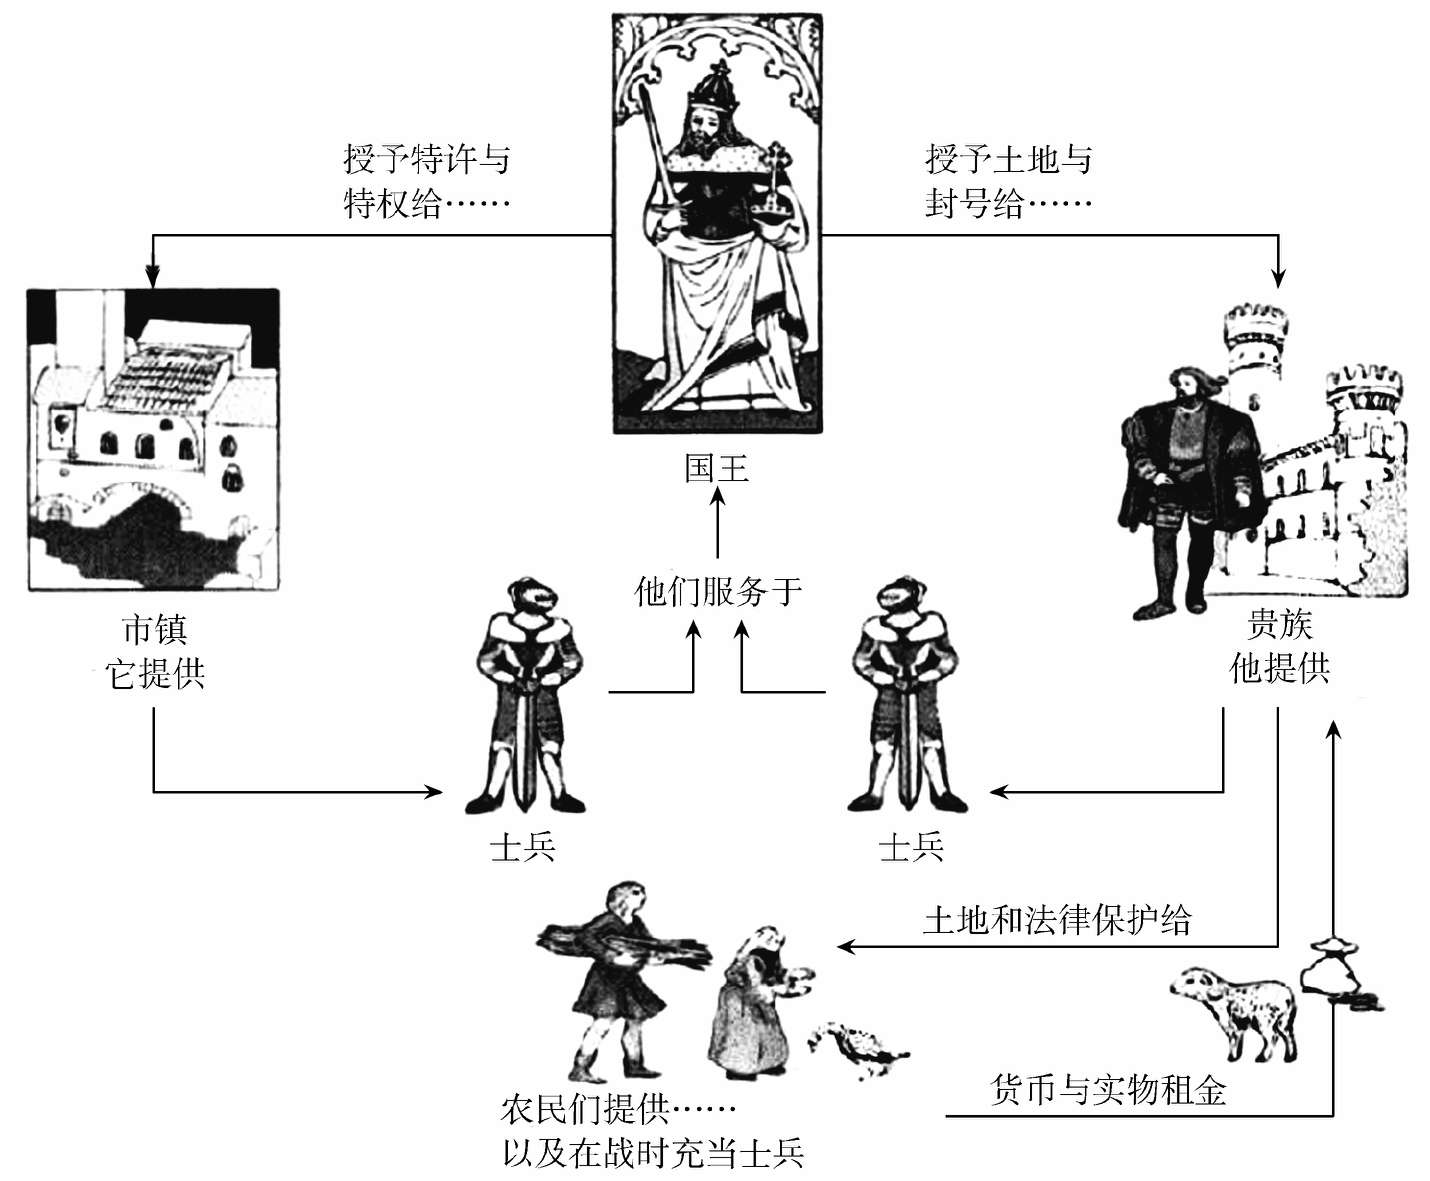 授予特许与
特权给……
授予土地与
封号给……
国王
他们服务于
市镇
它提供
贵族
他提供
士兵
士兵
土地和法律保护给
货币与实物租金
农民们提供……
以及在战时充当士兵